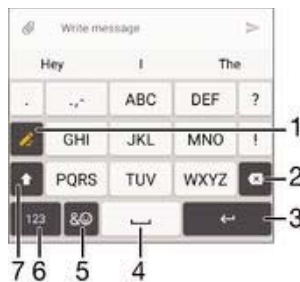 Write message
Hey I The
. .,- ABC DEF ?
GHI JKL MNO ! 1
PQRS TUV WXYZ 2
123 &☺ 3
7 6 5 4